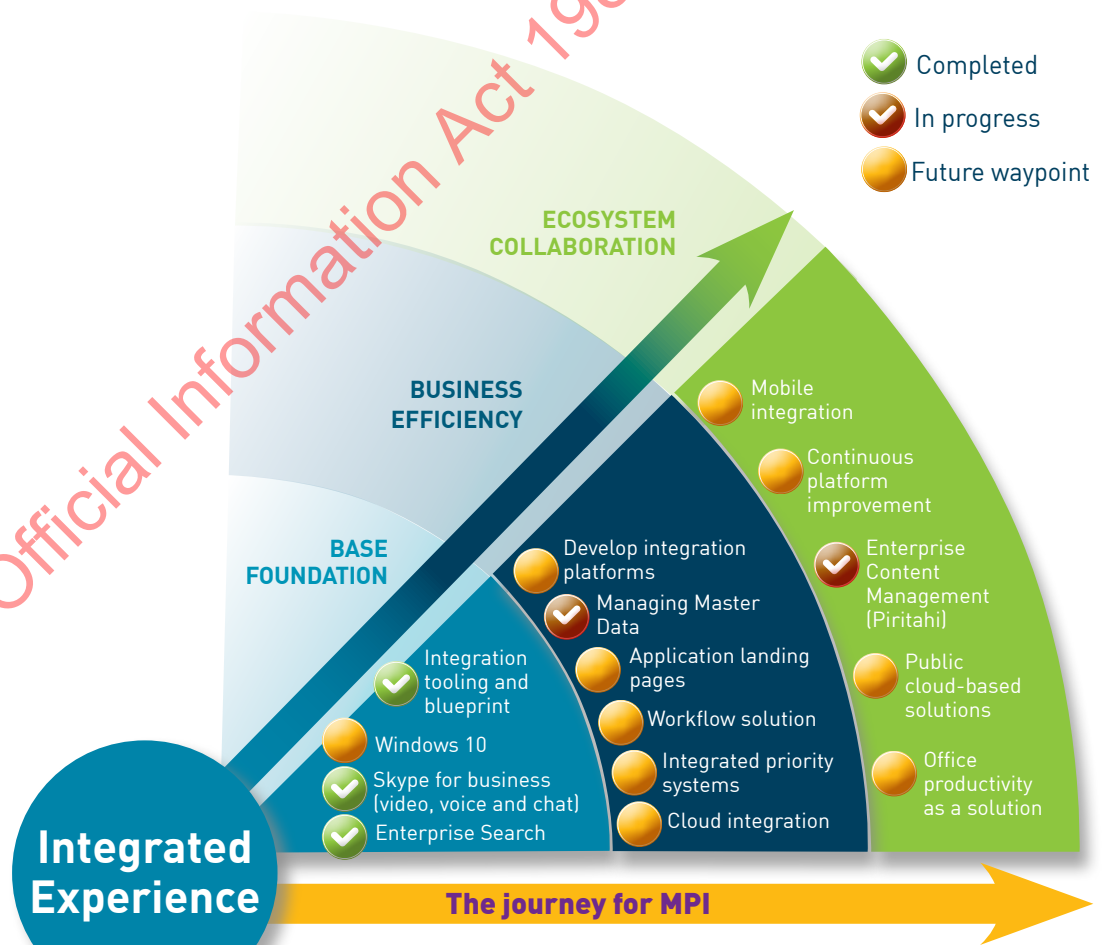 Completed
In progress
Future waypoint
Official Information Act
ECOSYSTEM
COLLABORATION
BUSINESS
EFFICIENCY
BASE
FOUNDATION
Mobile
integration
Continuous
platform
improvement
Enterprise
Content
Management
(Piritahi)
Public
cloud-based
solutions
Office
productivity
as a solution
Develop integration
platforms
Managing Master
Data
Application landing
pages
Workflow solution
Integrated priority
systems
Cloud integration
Integration
tooling and
blueprint
Windows 10
Skype for business
(video, voice and chat)
Enterprise Search
Integrated
Experience
The journey for MPI